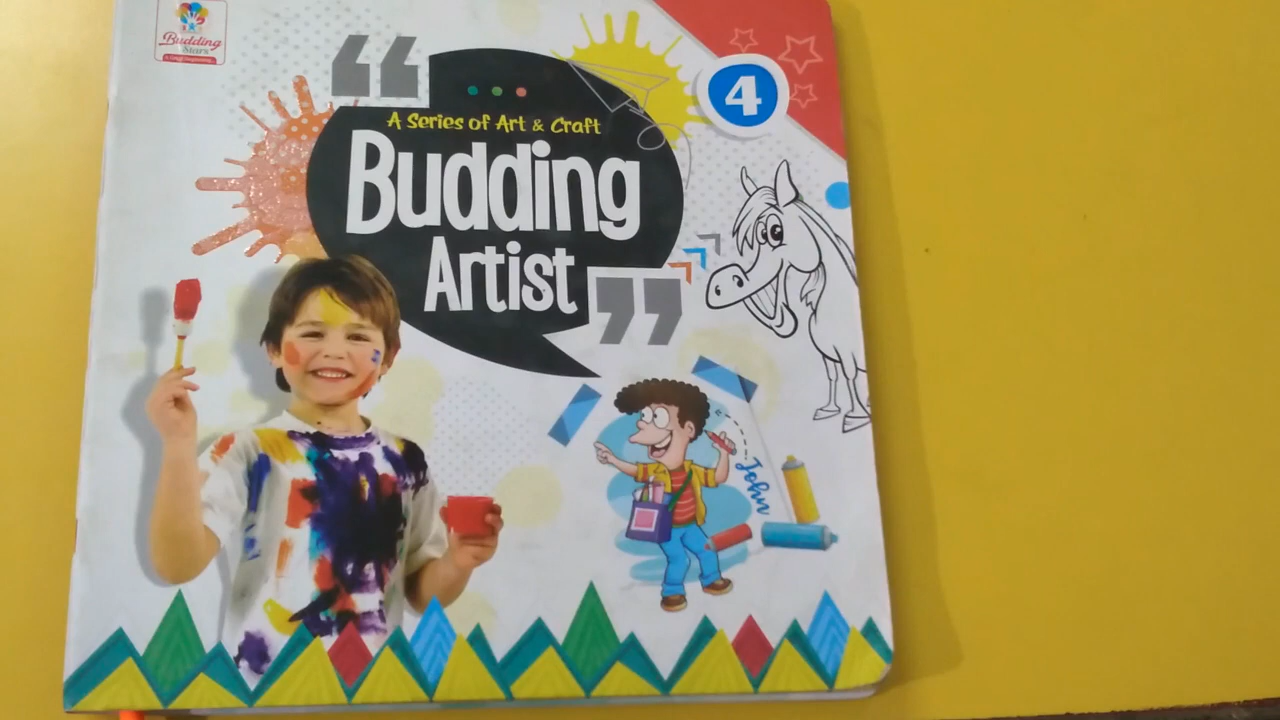 Budding
Stars
4
A Series of Art & Craft
Budding
Artist
John